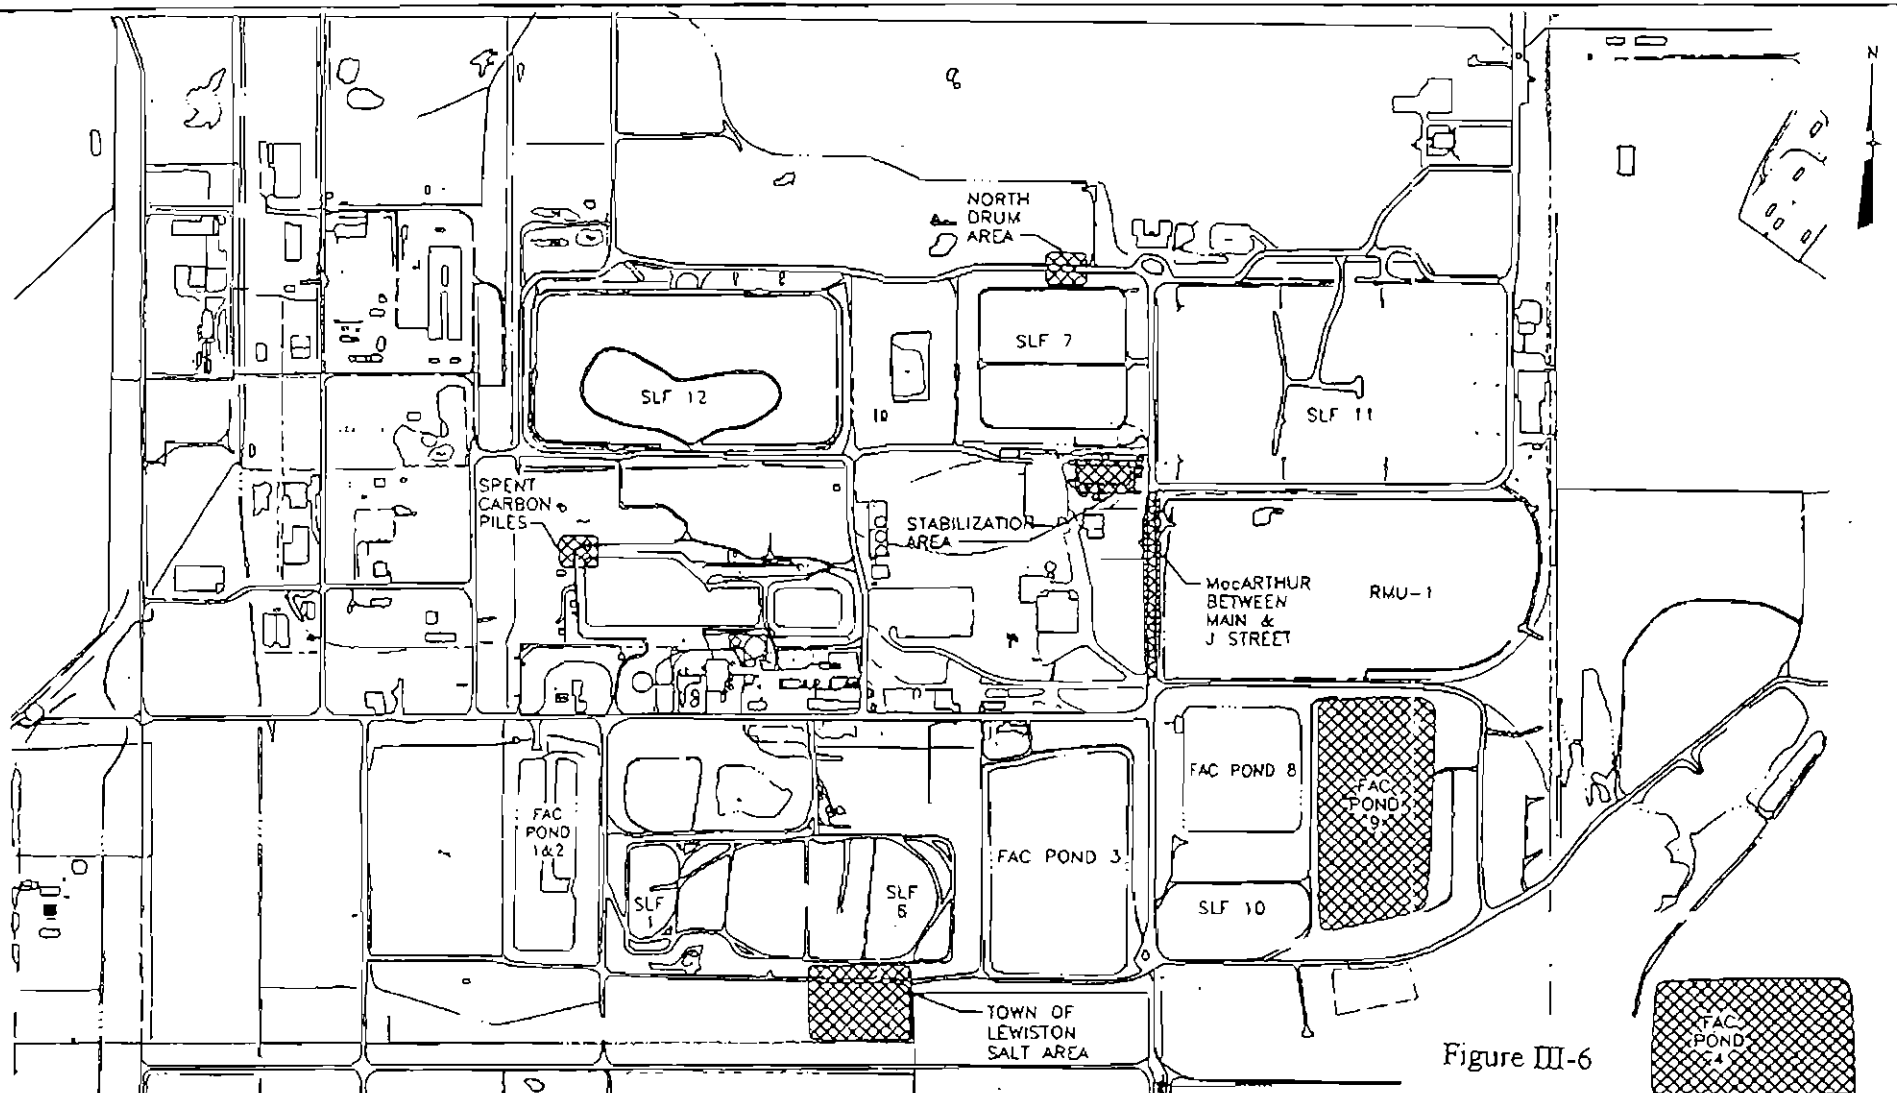 N
NORTH
DRUM
AREA
SLF 7
SLF 12
SLF 11
SPENT
CARBON
PILES
STABILIZATION
AREA
MacARTHUR
BETWEEN
MAIN &
J STREET
RMU-1
FAC POND 8
FAC
POND
9
FAC
POND
1&2
FAC POND 3
SLF
1
SLF
6
SLF 10
TOWN OF
LEWISTON
SALT AREA
FAC
POND
4
Figure III-6